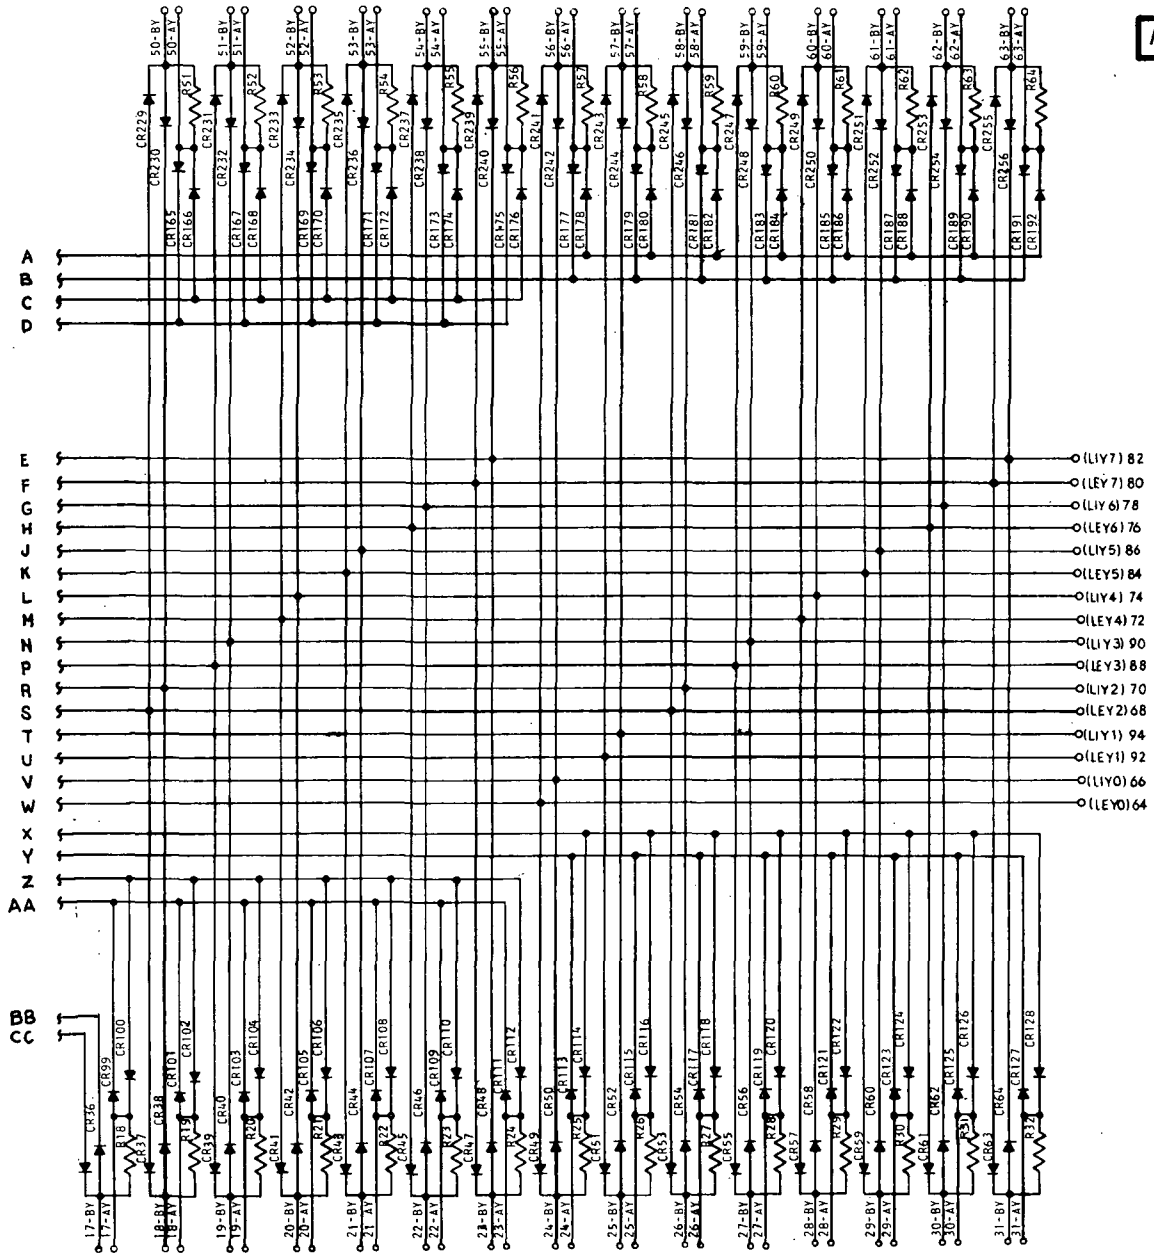 50-BY 50-AY 51-BY 51-AY 52-BY 52-AY 53-BY 53-AY 54-BY 54-AY 55-BY 55-AY 56-BY 56-AY 57-BY 57-AY 58-BY 58-AY 59-BY 59-AY 60-BY 60-AY 61-BY 61-AY 62-BY 62-AY 63-BY 63-AY
R51 R52 R53 R54 R55 R56 R57 R58 R59 R60 R61 R62 R63 R64
CR229 CR231 CR233 CR235 CR237 CR239 CR241 CR243 CR245 CR247 CR249 CR251 CR253 CR255
CR230 CR232 CR234 CR236 CR238 CR240 CR242 CR244 CR246 CR248 CR250 CR252 CR254 CR256
CR165 CR166 CR167 CR168 CR169 CR170 CR171 CR172 CR173 CR174 CR175 CR176 CR177 CR178 CR179 CR180 CR181 CR182 CR183 CR184 CR185 CR186 CR187 CR188 CR189 CR190 CR191 CR192
A
B
C
D
E (LIY7) 82
F (LEY7) 80
G (LIY6) 78
H (LEY6) 76
J (LIY5) 86
K (LEY5) 84
L (LIY4) 74
M (LEY4) 72
N (LIY3) 90
P (LEY3) 88
R (LIY2) 70
S (LEY2) 68
T (LIY1) 94
U (LEY1) 92
V (LIY0) 66
W (LEY0) 64
X
Y
Z
AA
BB
CC
CR100 CR102 CR104 CR106 CR108 CR110 CR112 CR114 CR116 CR118 CR120 CR122 CR124 CR126 CR128
CR99 CR101 CR103 CR105 CR107 CR109 CR111 CR113 CR115 CR117 CR119 CR121 CR123 CR125 CR127
CR36 CR38 CR40 CR42 CR44 CR46 CR48 CR50 CR52 CR54 CR56 CR58 CR60 CR62 CR64
R18 R19 R20 R21 R22 R23 R24 R25 R26 R27 R28 R29 R30 R31 R32
CR37 CR39 CR41 CR43 CR45 CR47 CR49 CR51 CR53 CR55 CR57 CR59 CR61 CR63
17-BY 17-AY 18-BY 18-AY 19-BY 19-AY 20-BY 20-AY 21-BY 21 AY 22-BY 22-AY 23-BY 23-AY 24-BY 24-AY 25-BY 25-AY 26-BY 26-AY 27-BY 27-AY 28-BY 28-AY 29-BY 29-AY 30-BY 30-AY 31-BY 31-AY